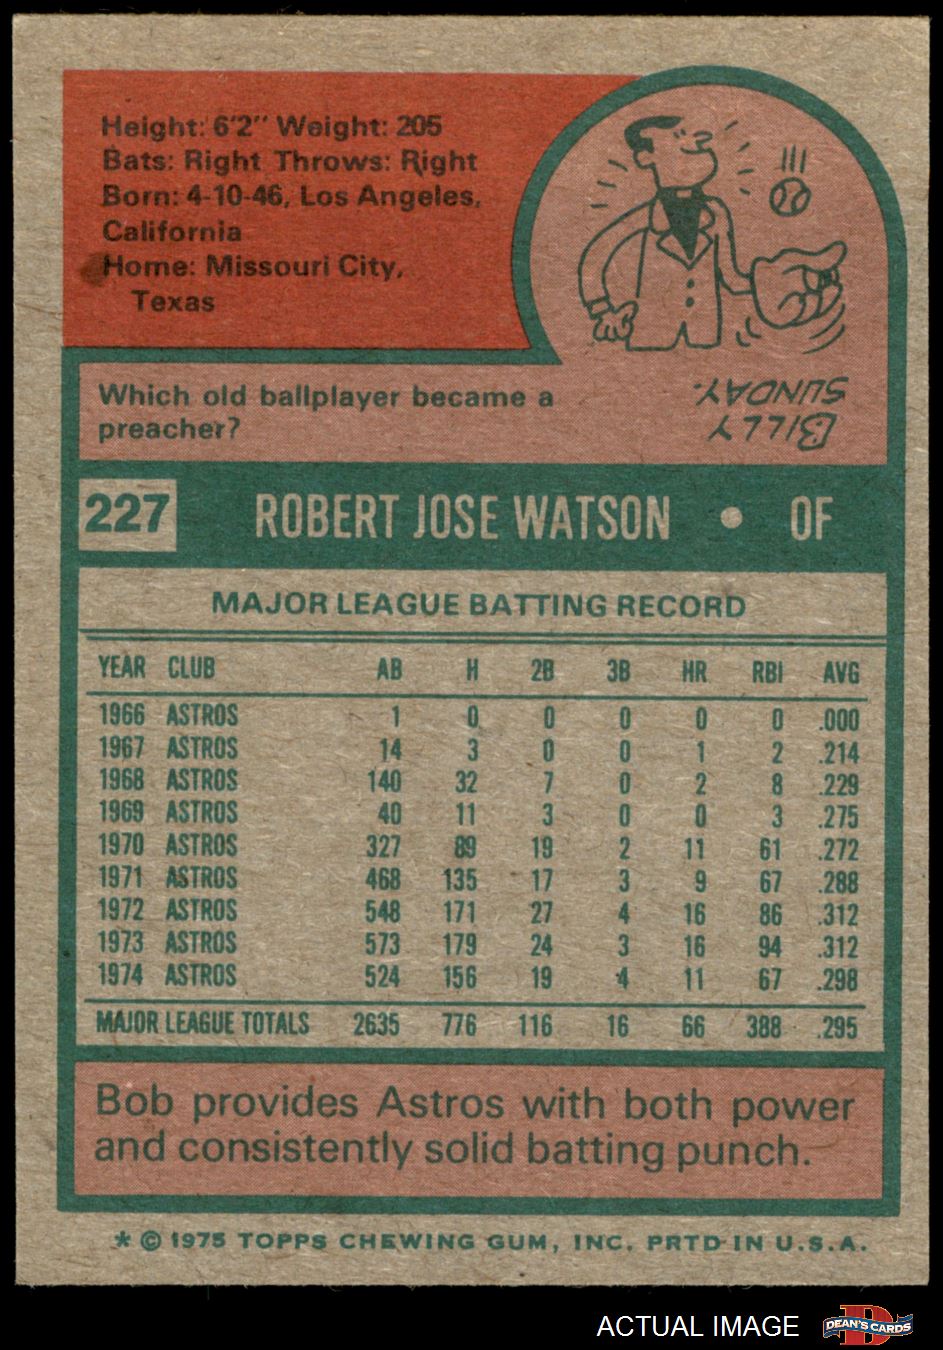 Height: 6'2" Weight: 205
Bats: Right Throws: Right
Born: 4-10-46, Los Angeles,
California
Home: Missouri City,
Texas
Which old ballplayer became a
preacher?
BILLY
SUNDAY.
227 ROBERT JOSE WATSON • OF
MAJOR LEAGUE BATTING RECORD
YEAR CLUB AB H 2B 3B HR RBI AVG
1966 ASTROS 1 0 0 0 0 0 .000
1967 ASTROS 14 3 0 0 1 2 .214
1968 ASTROS 140 32 7 0 2 8 .229
1969 ASTROS 40 11 3 0 0 3 .275
1970 ASTROS 327 89 19 2 11 61 .272
1971 ASTROS 468 135 17 3 9 67 .288
1972 ASTROS 548 171 27 4 16 86 .312
1973 ASTROS 573 179 24 3 16 94 .312
1974 ASTROS 524 156 19 4 11 67 .298
MAJOR LEAGUE TOTALS 2635 776 116 16 66 388 .295
Bob provides Astros with both power
and consistently solid batting punch.
* © 1975 TOPPS CHEWING GUM, INC. PRTD·IN U.S.A.
ACTUAL IMAGE
D
DEAN'S CARDS